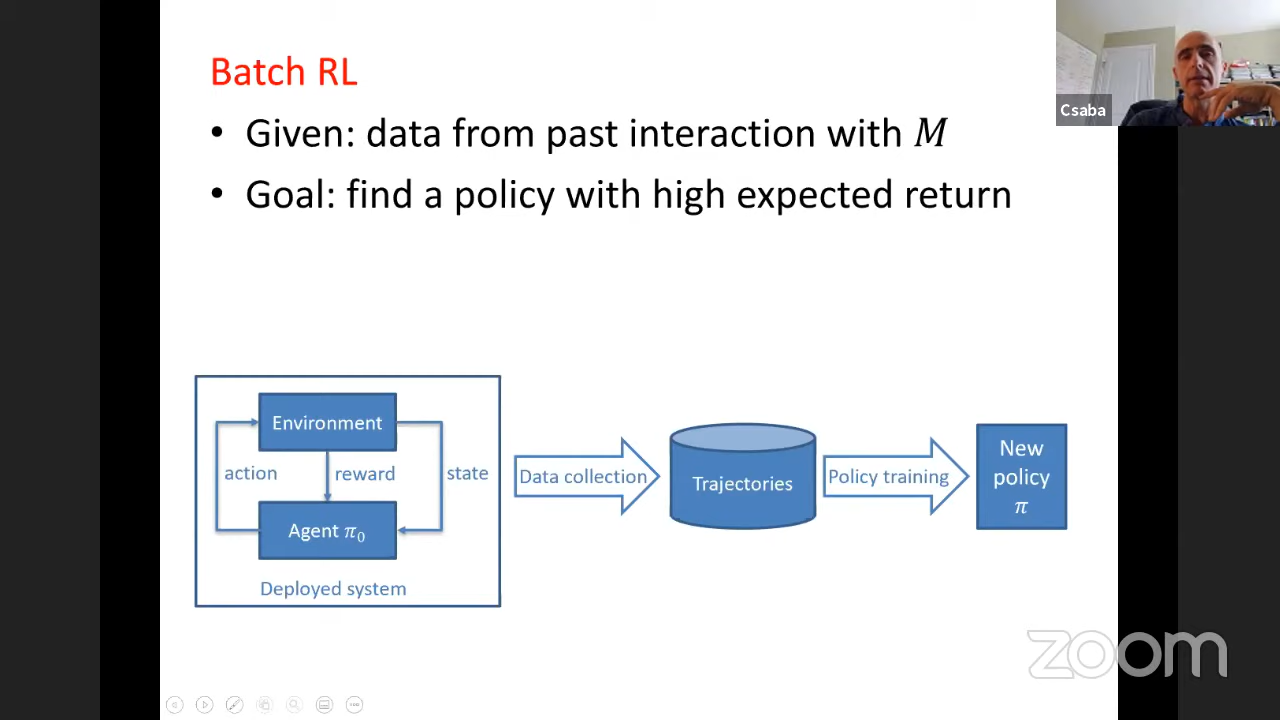 Batch RL
Csaba
• Given: data from past interaction with M
• Goal: find a policy with high expected return
Environment
action
reward
state
Agent π₀
Deployed system
Data collection
Trajectories
Policy training
New
policy
π
zoom